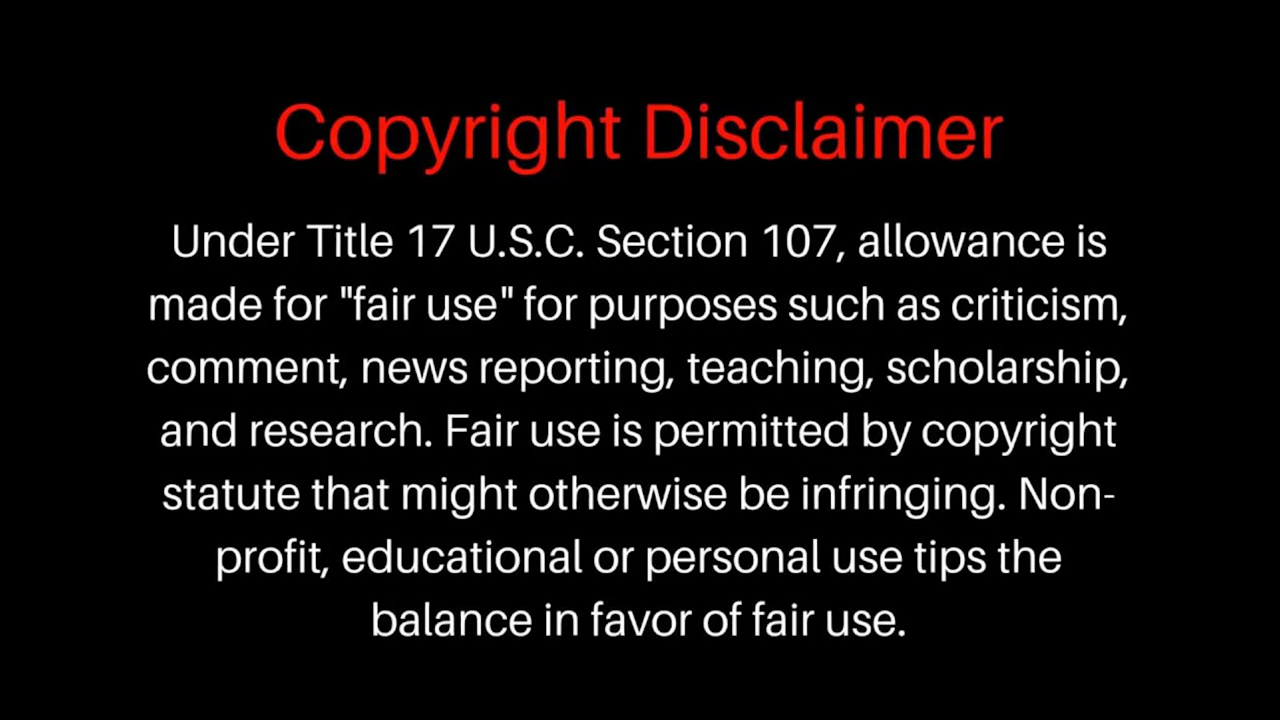 Copyright Disclaimer
Under Title 17 U.S.C. Section 107, allowance is
made for "fair use" for purposes such as criticism,
comment, news reporting, teaching, scholarship,
and research. Fair use is permitted by copyright
statute that might otherwise be infringing. Non-
profit, educational or personal use tips the
balance in favor of fair use.